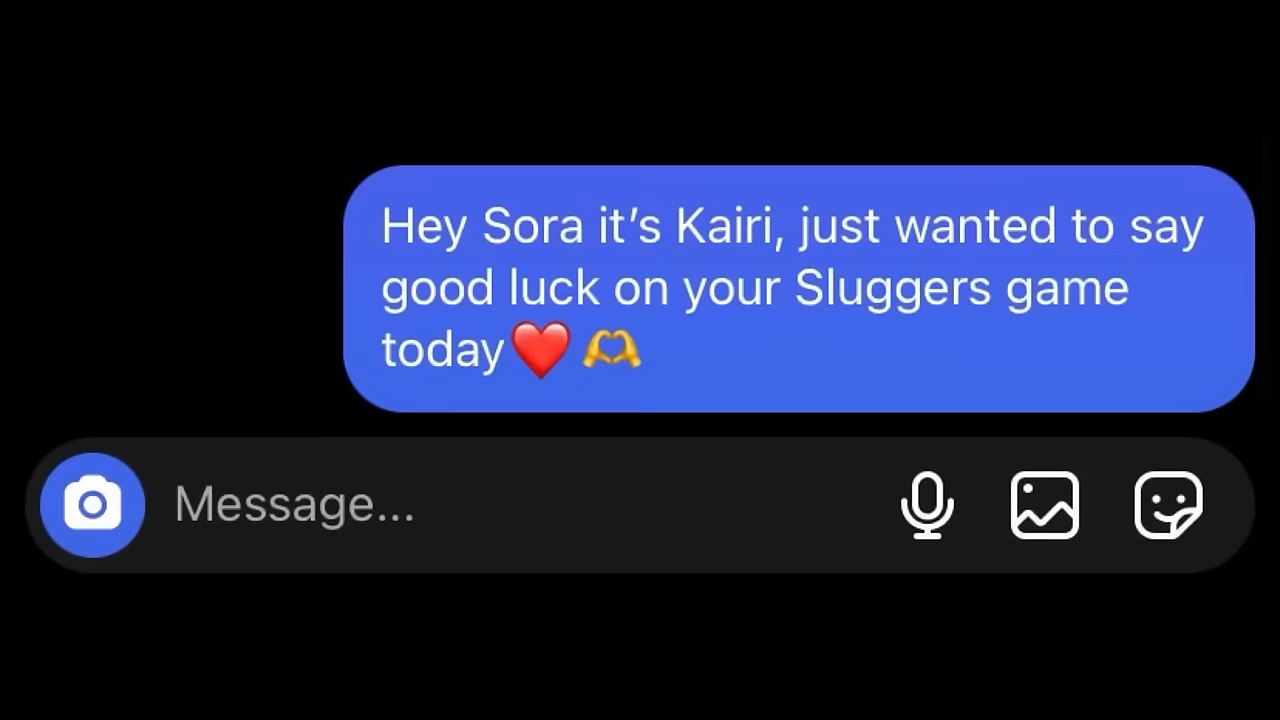 Hey Sora it’s Kairi, just wanted to say
good luck on your Sluggers game
today❤️🫶
Message...